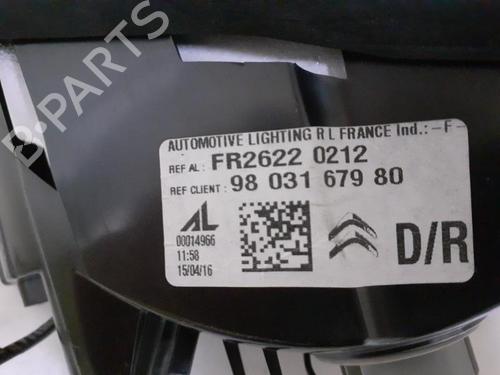 B-PARTS
AUTOMOTIVE LIGHTING R L FRANCE Ind.: -F-
REF AL: FR2622 0212
REF CLIENT: 98 031 679 80
AL
00014966
11:58
15/04/16
D/R